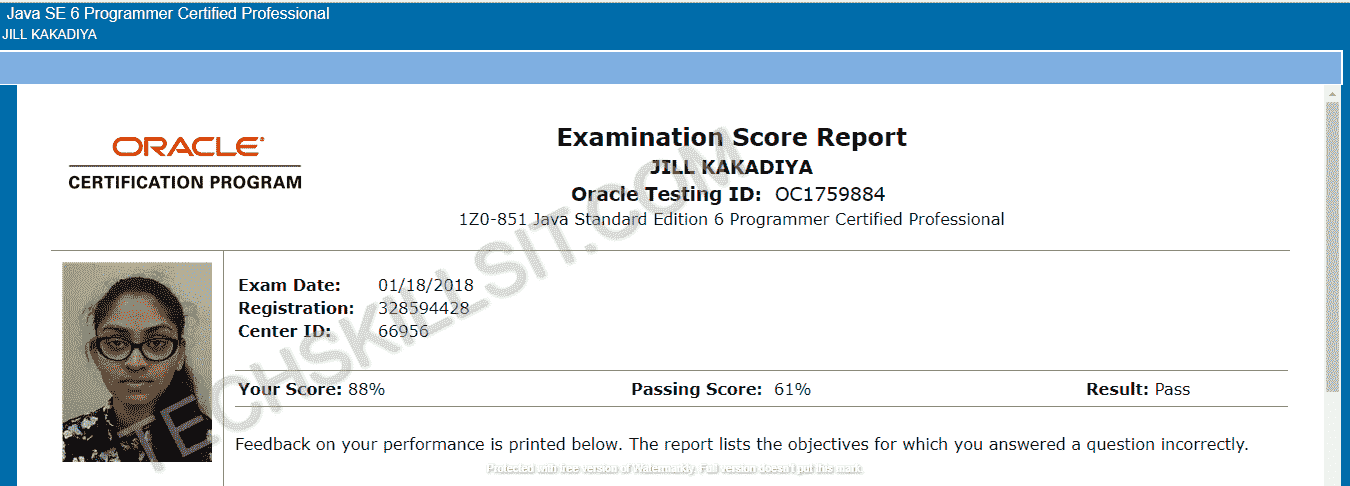 Java SE 6 Programmer Certified Professional
JILL KAKADIYA
ORACLE
CERTIFICATION PROGRAM
Examination Score Report
JILL KAKADIYA
Oracle Testing ID: OC1759884
1Z0-851 Java Standard Edition 6 Programmer Certified Professional
Exam Date: 01/18/2018
Registration: 328594428
Center ID: 66956
Your Score: 88% Passing Score: 61% Result: Pass
Feedback on your performance is printed below. The report lists the objectives for which you answered a question incorrectly.
TECHSKILLSIT.COM
Protected with free version of Watermarkly. Full version doesn't put this mark.